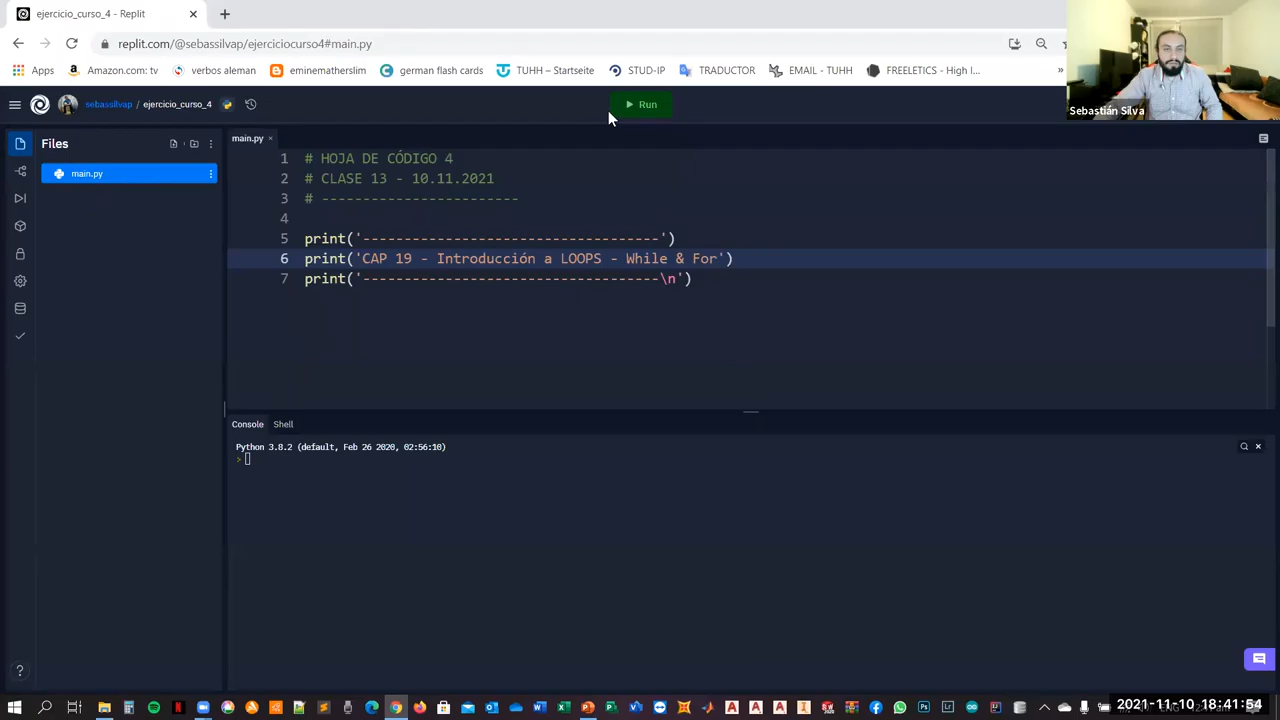 ejercicio_curso_4 - Replit
replit.com/@sebassilvap/ejerciciocurso4#main.py
Apps
Amazon.com: tv
verbos aleman
eminematherslim
german flash cards
TUHH – Startseite
STUD-IP
TRADUCTOR
EMAIL - TUHH
FREELETICS - High I...
»
Sebastián Silva
sebassilvap / ejercicio_curso_4
Run
Files
main.py
main.py
1 # HOJA DE CÓDIGO 4
2 # CLASE 13 - 10.11.2021
3 # ------------------------
4
5 print('------------------------------------')
6 print('CAP 19 - Introducción a LOOPS - While & For')
7 print('------------------------------------\n')
Console
Shell
Python 3.8.2 (default, Feb 26 2020, 02:56:10)
>
?
2021-11-10 18:41:54